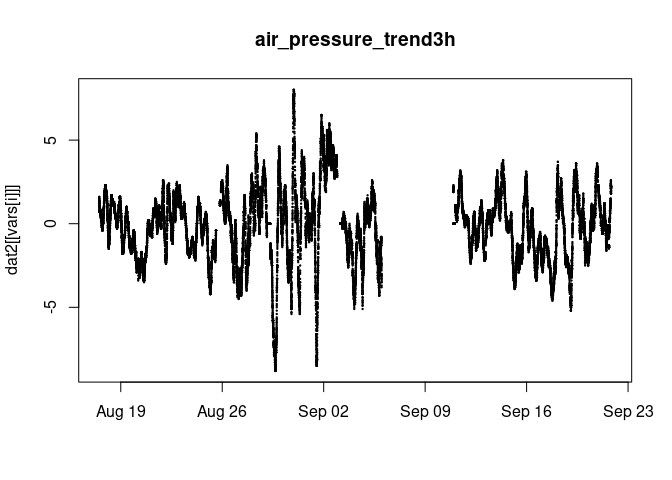 air_pressure_trend3h
dat2[[vars[i]]]
5
0
-5
Aug 19 Aug 26 Sep 02 Sep 09 Sep 16 Sep 23